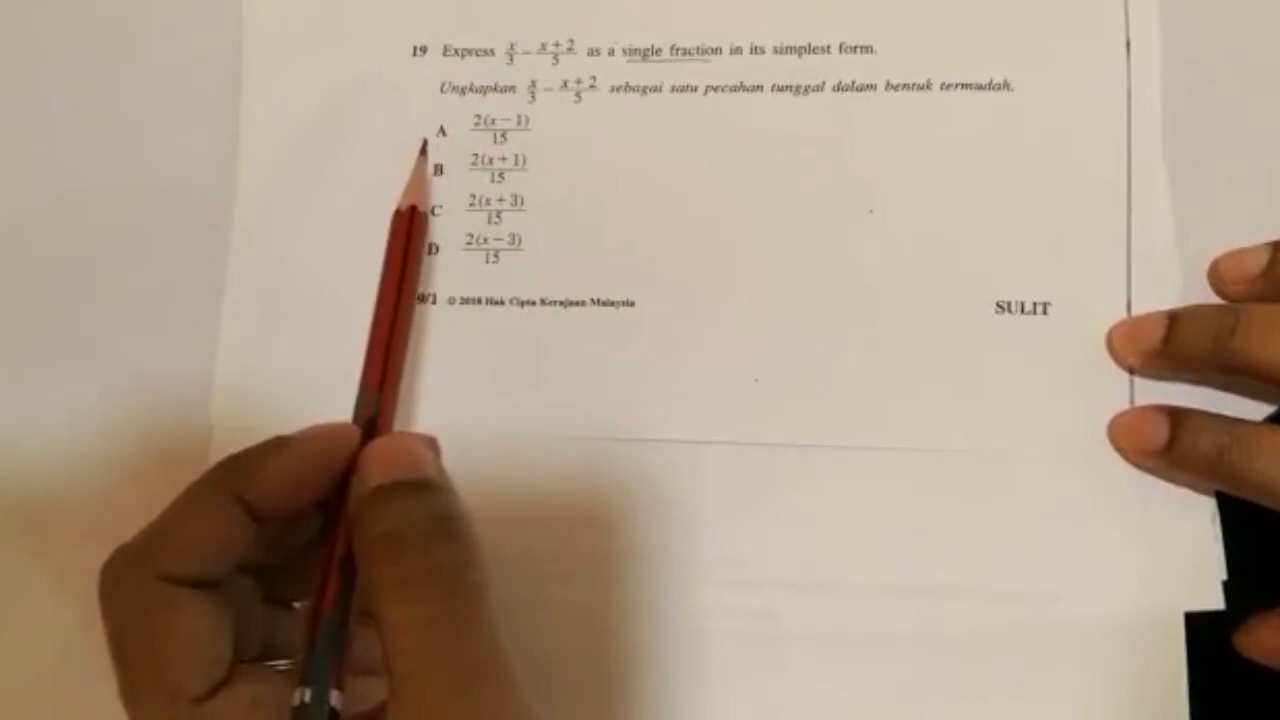 19 Express x/3 − x+2/5 as a single fraction in its simplest form.
Ungkapkan x/3 − x+2/5 sebagai satu pecahan tunggal dalam bentuk termudah.
A 2(x−1)/15
B 2(x+1)/15
C 2(x+3)/15
D 2(x−3)/15
9/1 © 2018 Hak Cipta Kerajaan Malaysia SULIT